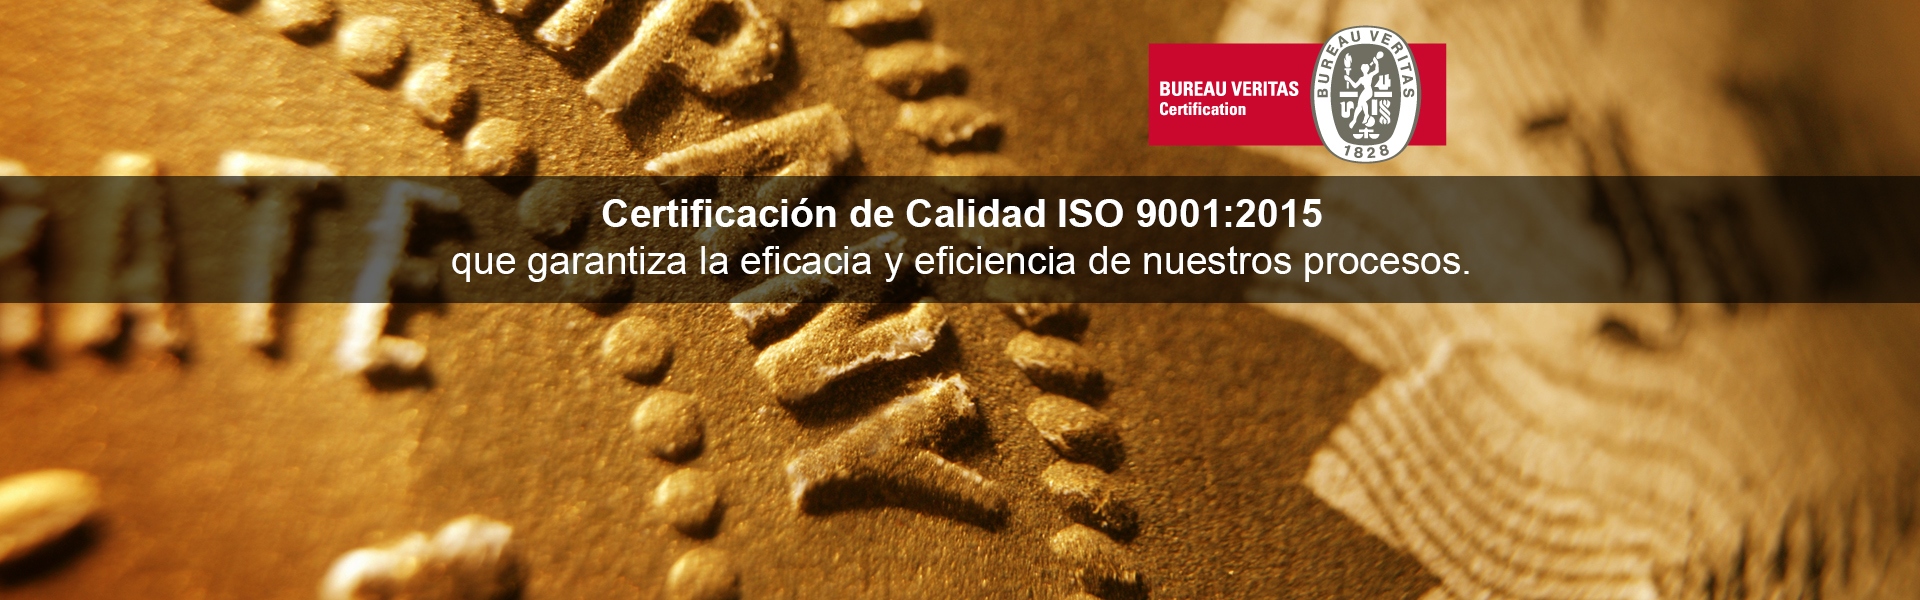 BUREAU VERITAS
Certification
BUREAU VERITAS
1828
Certificación de Calidad ISO 9001:2015
que garantiza la eficacia y eficiencia de nuestros procesos.